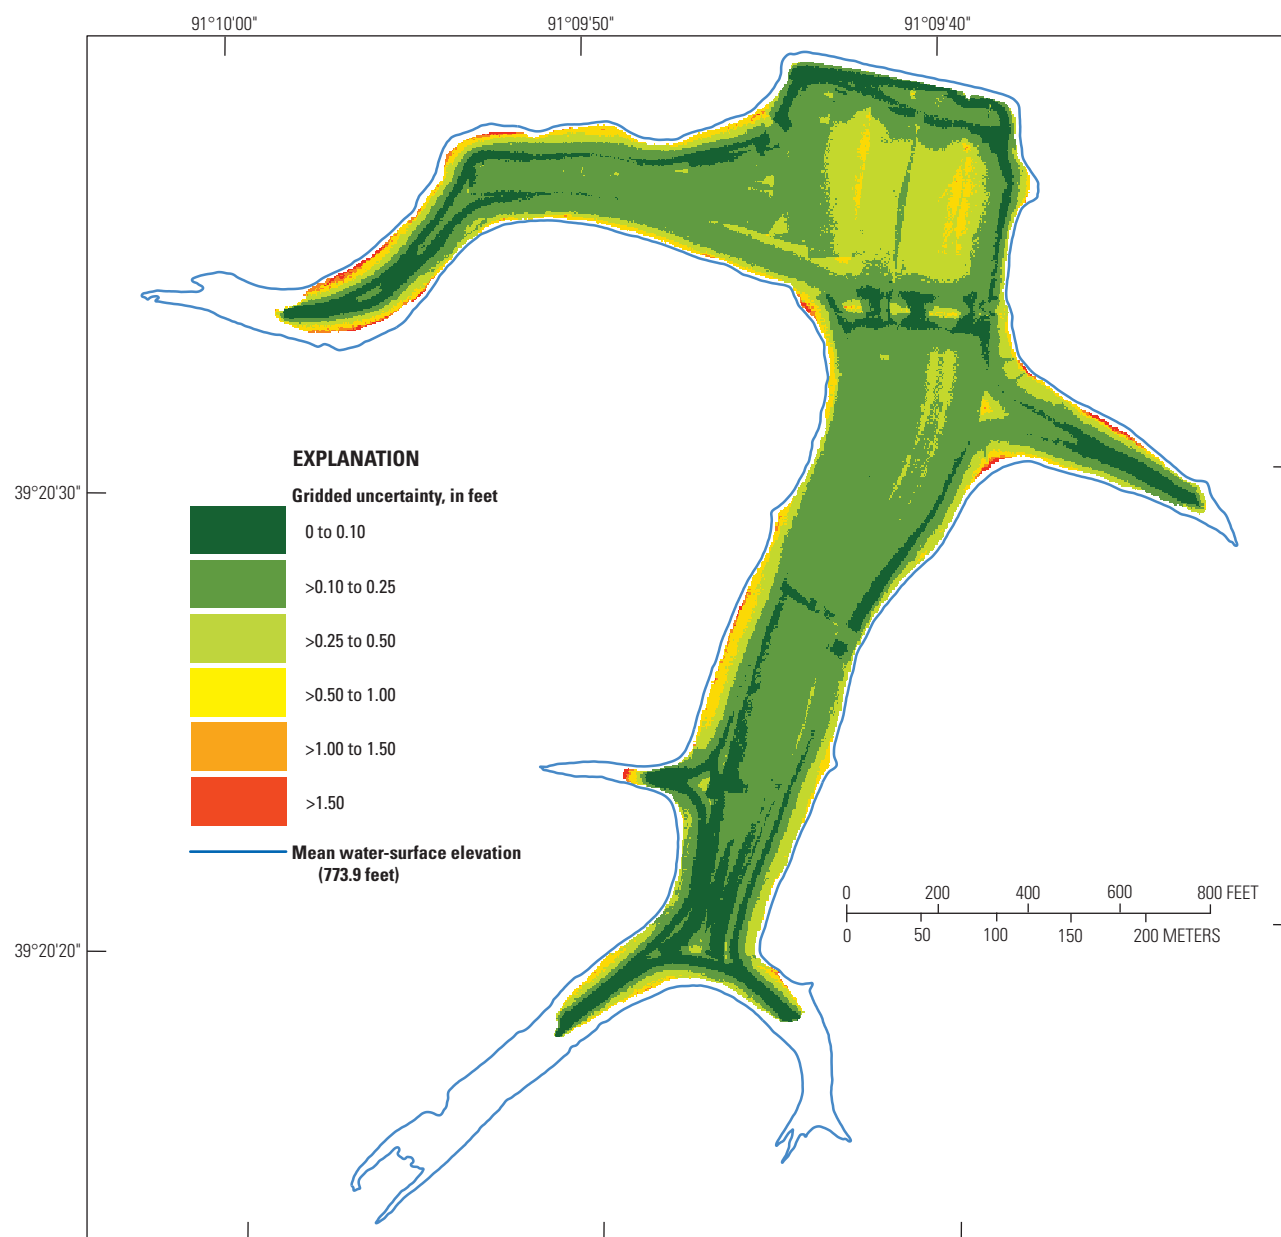 91°10'00" 91°09'50" 91°09'40"
EXPLANATION
Gridded uncertainty, in feet
39°20'30"
0 to 0.10
>0.10 to 0.25
>0.25 to 0.50
>0.50 to 1.00
>1.00 to 1.50
>1.50
Mean water-surface elevation
(773.9 feet)
0 200 400 600 800 FEET
0 50 100 150 200 METERS
39°20'20"